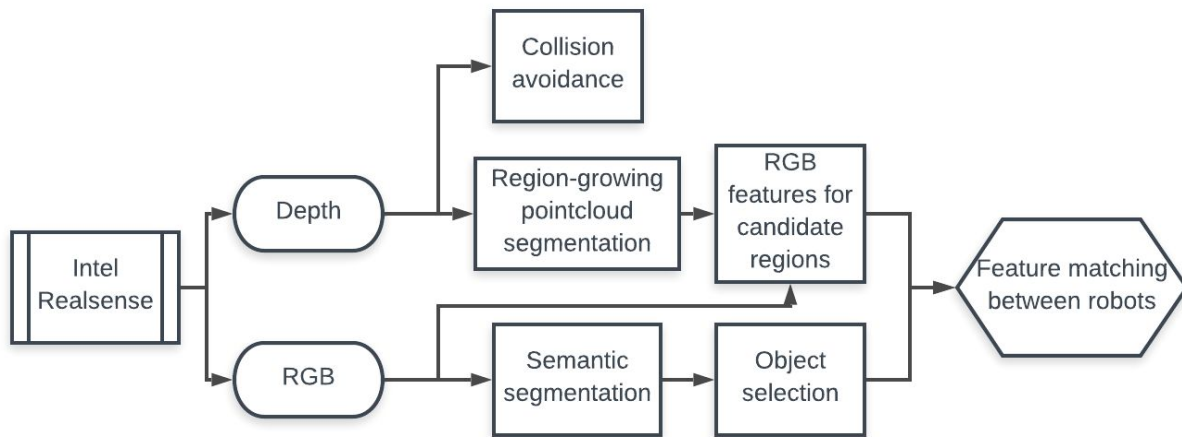 Collision
avoidance
Depth
Region-growing
pointcloud
segmentation
RGB
features for
candidate
regions
Intel
Realsense
Feature matching
between robots
RGB
Semantic
segmentation
Object
selection